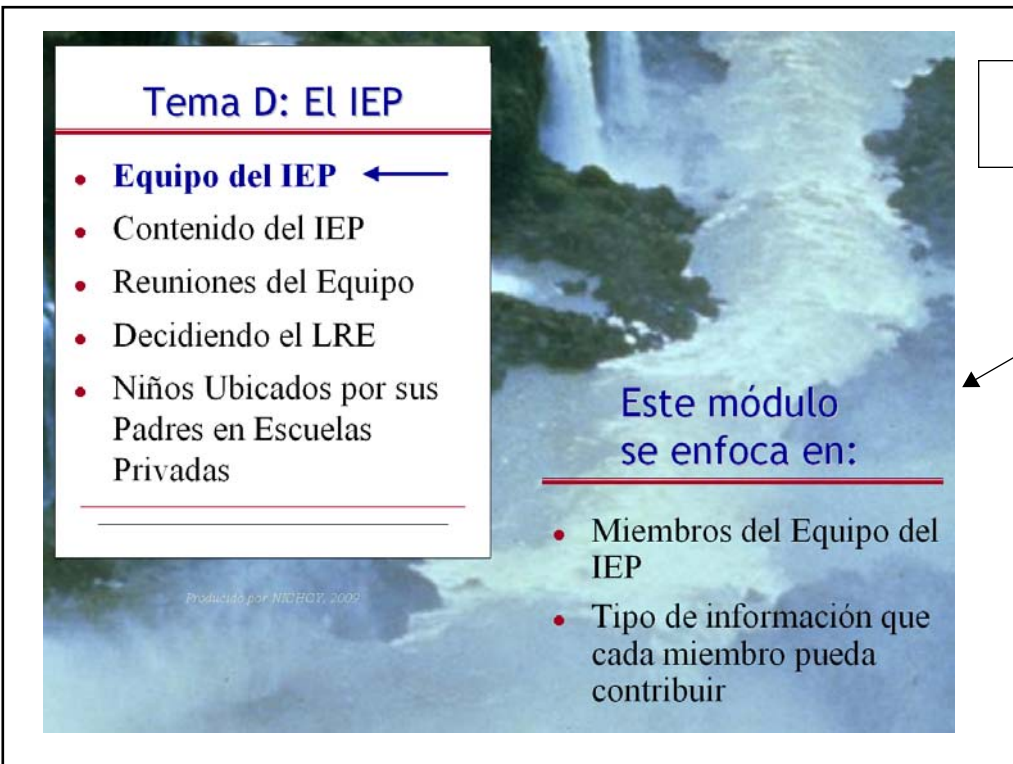 Tema D: El IEP
Equipo del IEP
Contenido del IEP
Reuniones del Equipo
Decidiendo el LRE
Niños Ubicados por sus
Padres en Escuelas
Privadas
Producido por NICHCY, 2009
Este módulo
se enfoca en:
Miembros del Equipo del
IEP
Tipo de información que
cada miembro pueda
contribuir